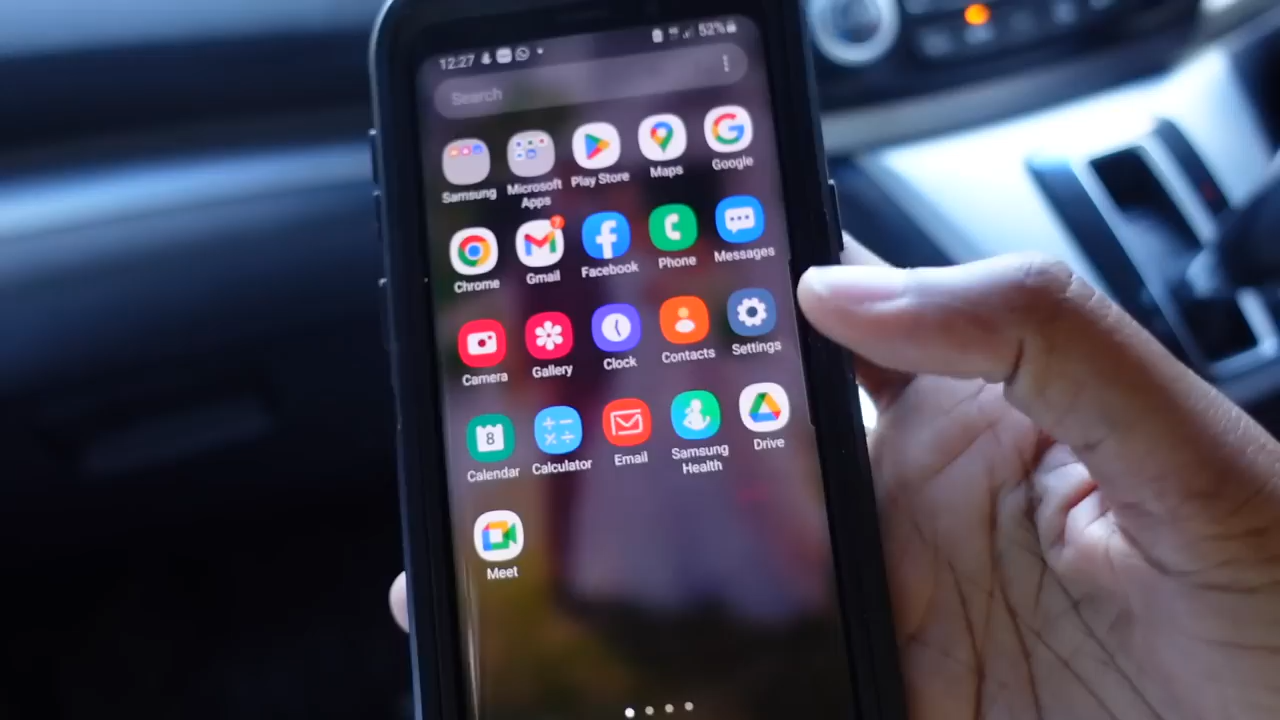 12:27 52%
Search
Samsung
Microsoft
Apps
Play Store
Maps
Google
Chrome
7
Gmail
Facebook
Phone
Messages
Camera
Gallery
Clock
Contacts
Settings
8
Calendar
Calculator
Email
Samsung
Health
Drive
Meet